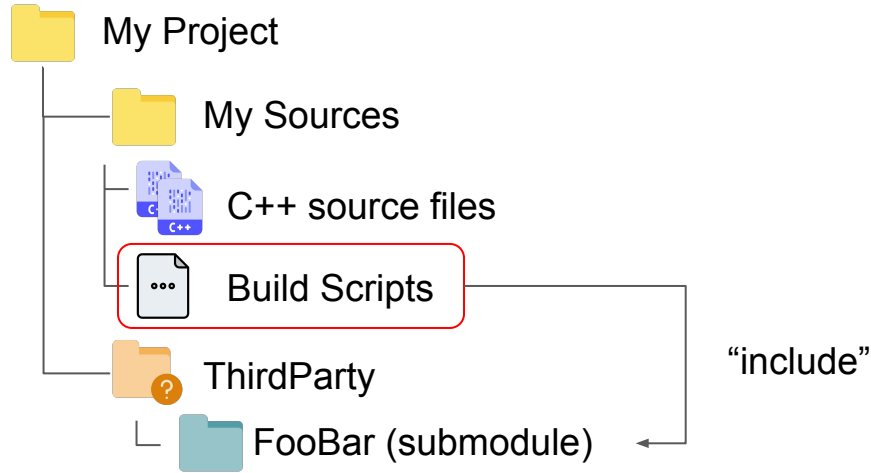 My Project
My Sources
C++
C++ source files
Build Scripts
ThirdParty
?
“include”
FooBar (submodule)